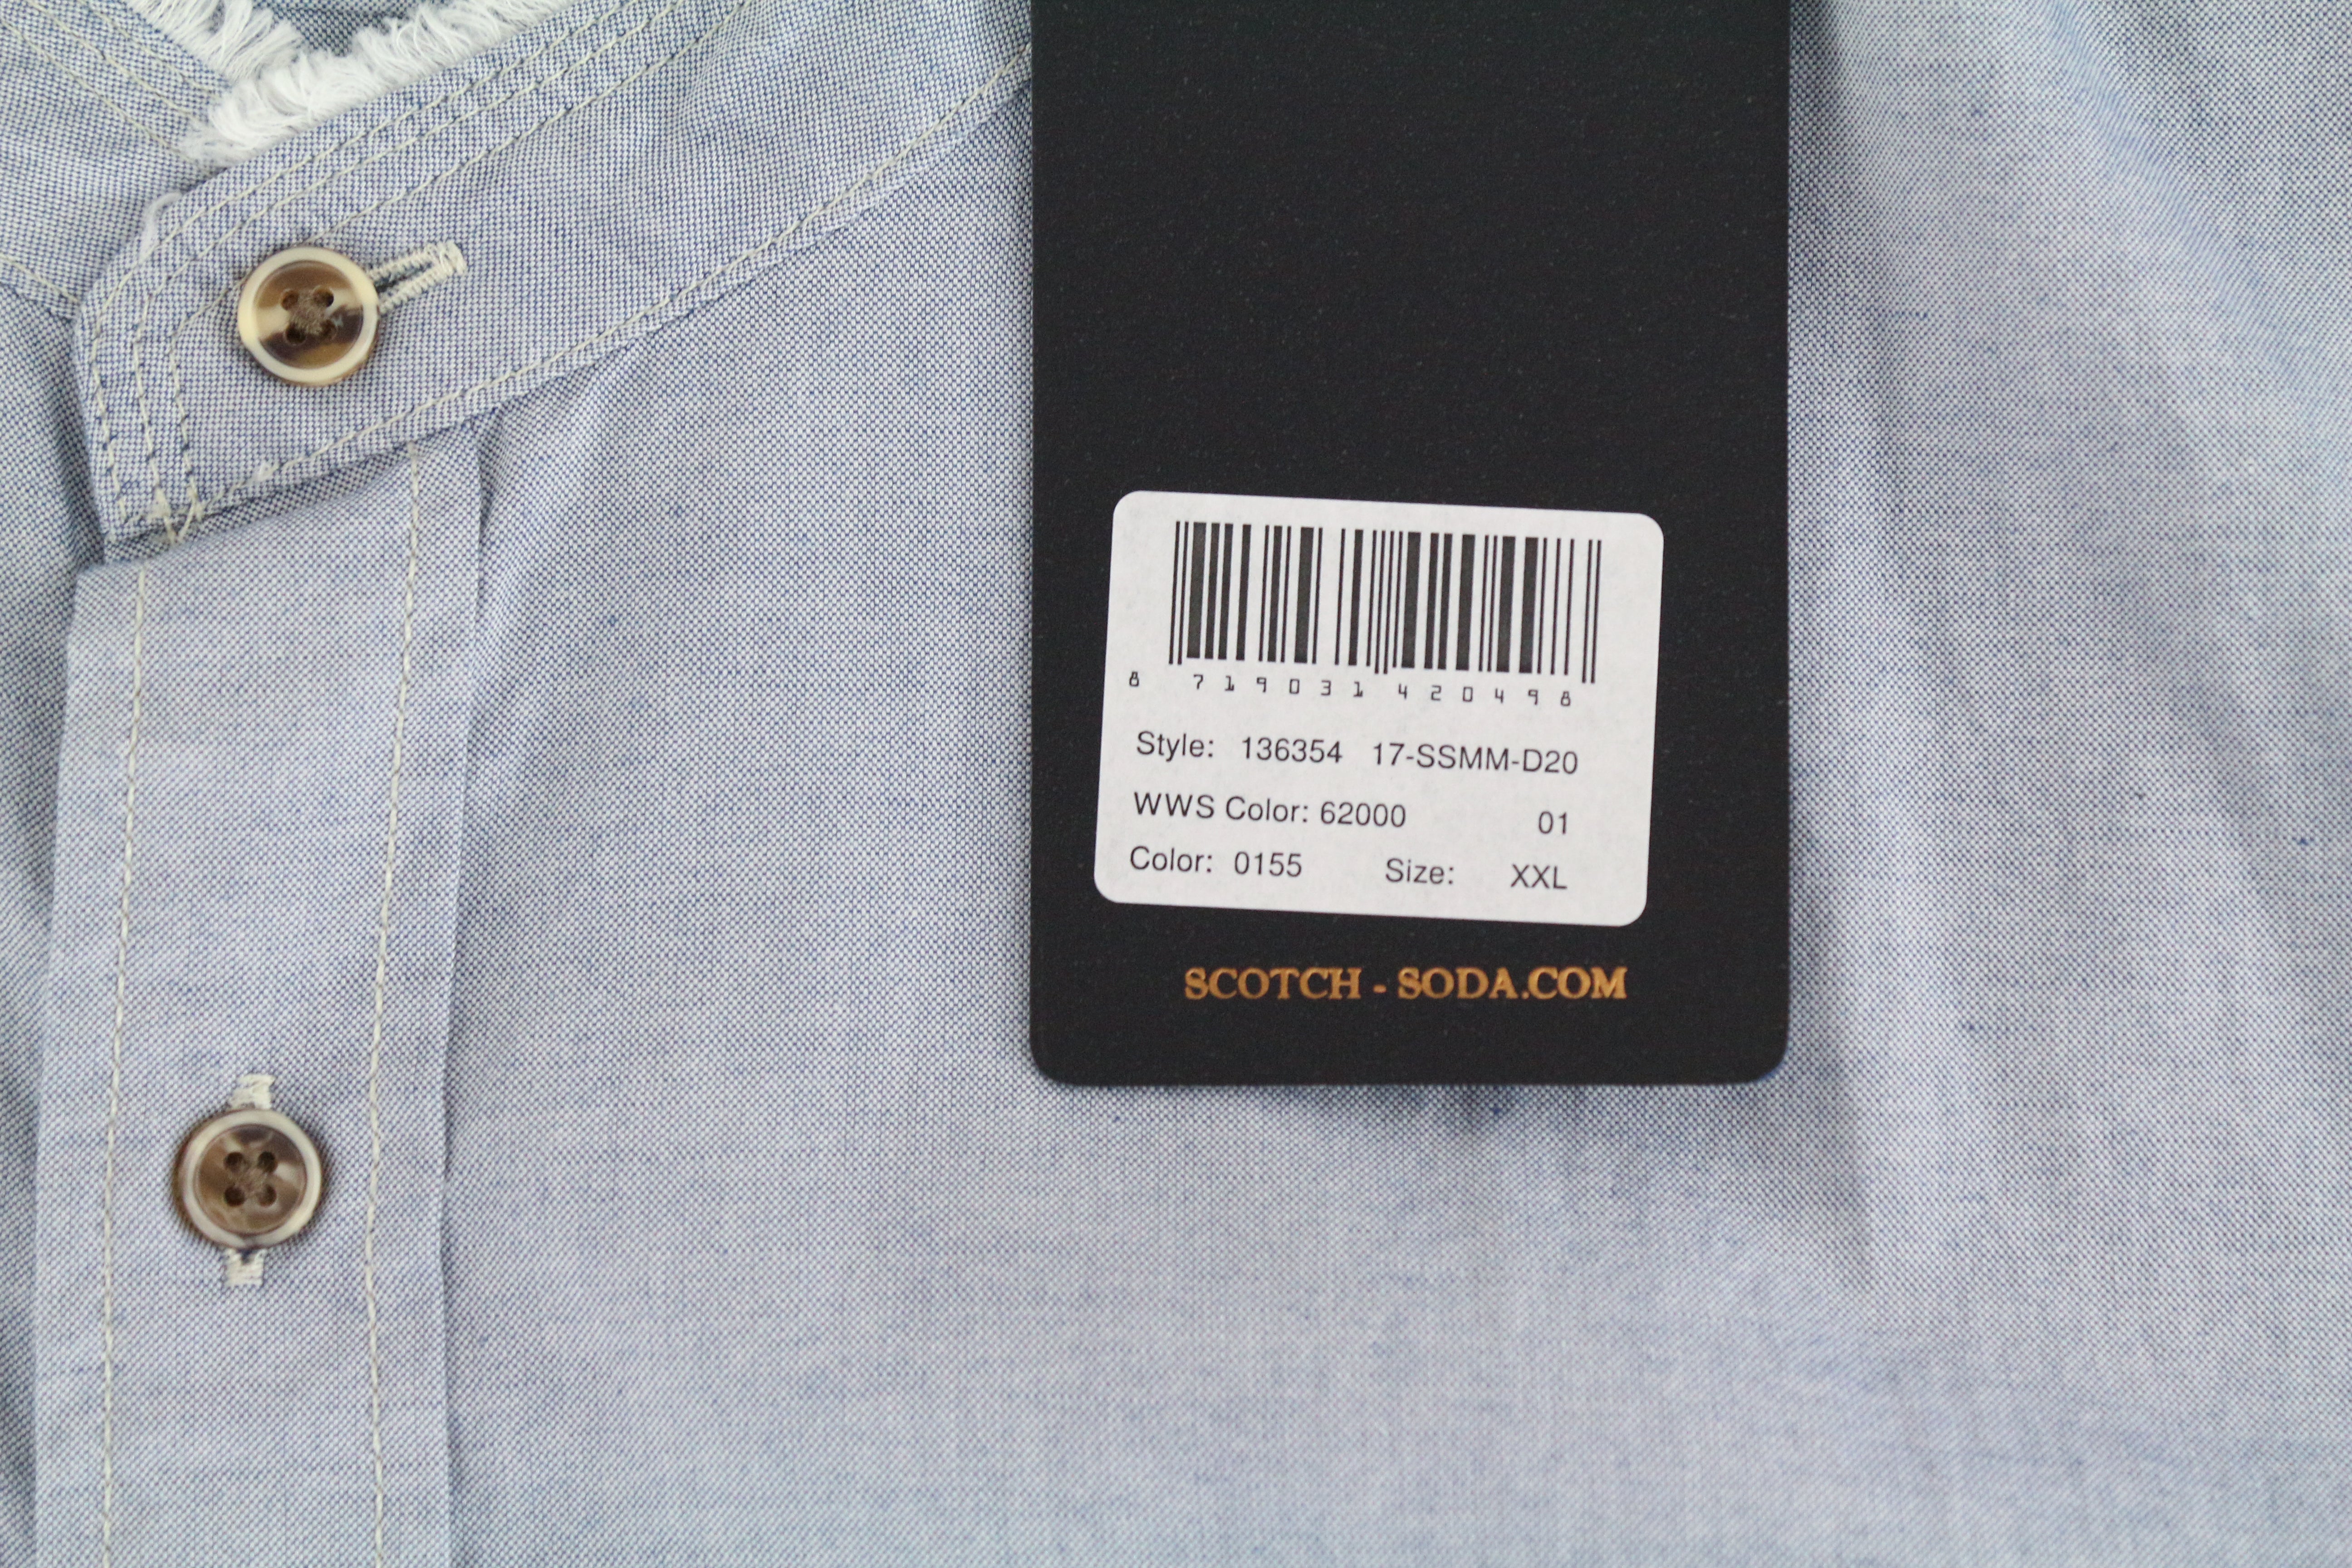 8 719031 420498
Style: 136354 17-SSMM-D20
WWS Color: 62000 01
Color: 0155 Size: XXL
SCOTCH - SODA.COM